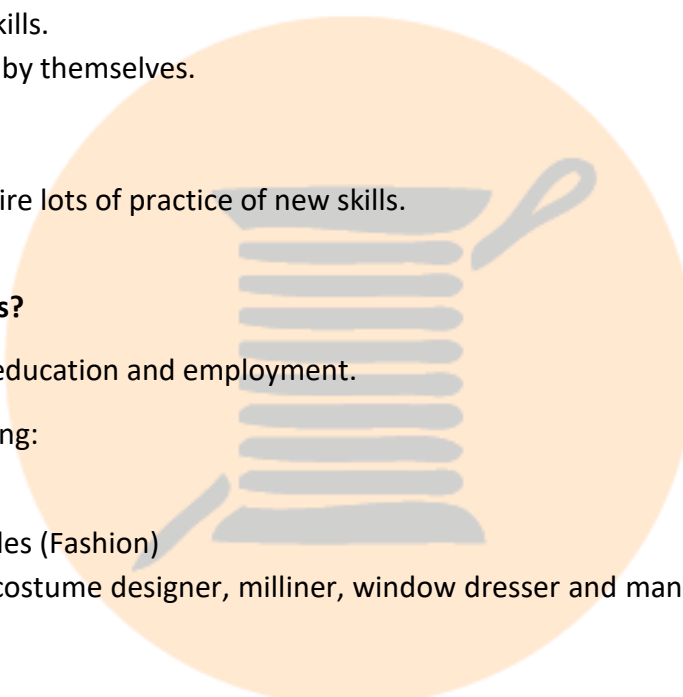 kills.
by themselves.
ire lots of practice of new skills.
s?
education and employment.
ng:
les (Fashion)
costume designer, milliner, window dresser and man